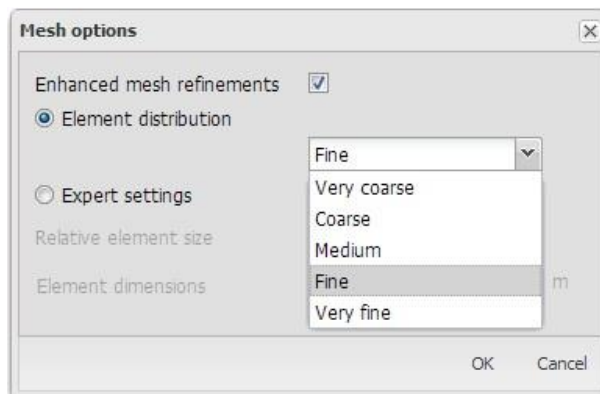 Mesh options
Enhanced mesh refinements
Element distribution
Fine
Expert settings
Very coarse
Coarse
Medium
Fine
Very fine
Relative element size
Element dimensions
m
OK Cancel